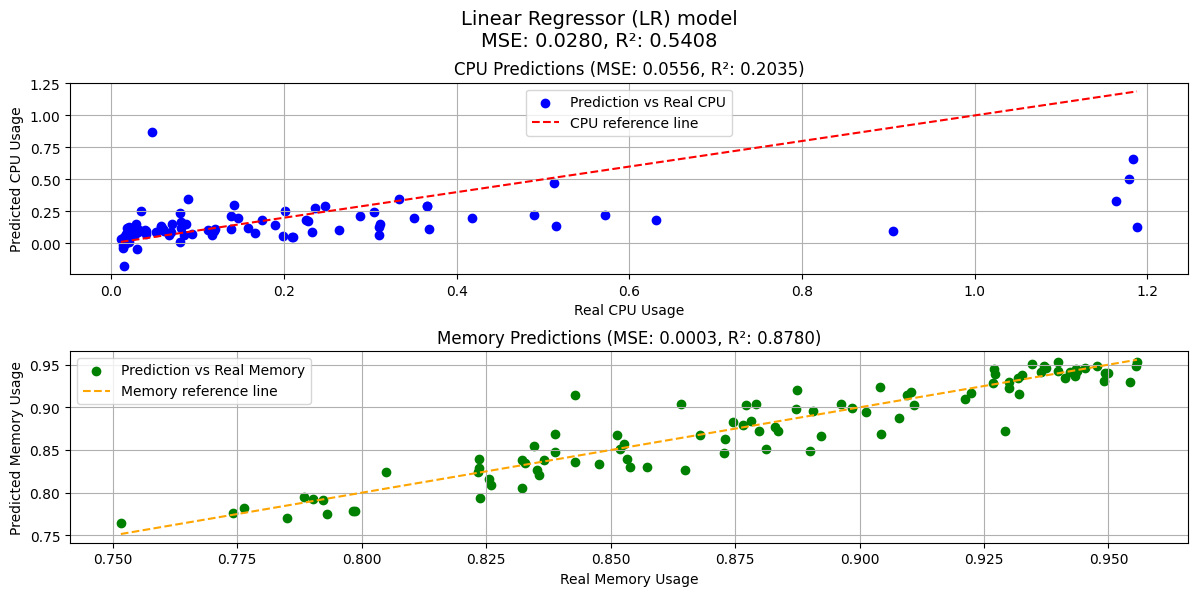 Linear Regressor (LR) model
MSE: 0.0280, R²: 0.5408
CPU Predictions (MSE: 0.0556, R²: 0.2035)
Predicted CPU Usage
1.25
1.00
0.75
0.50
0.25
0.00
Prediction vs Real CPU
CPU reference line
0.0 0.2 0.4 0.6 0.8 1.0 1.2
Real CPU Usage
Memory Predictions (MSE: 0.0003, R²: 0.8780)
Predicted Memory Usage
0.95
0.90
0.85
0.80
0.75
Prediction vs Real Memory
Memory reference line
0.750 0.775 0.800 0.825 0.850 0.875 0.900 0.925 0.950
Real Memory Usage